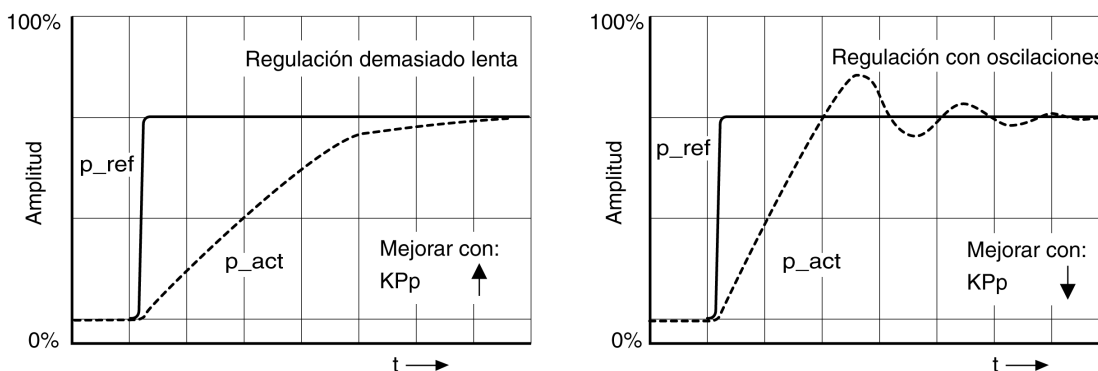 100%
Regulación demasiado lenta
p_ref
Amplitud
p_act
Mejorar con:
KPp
0%
t
100%
Regulación con oscilaciones
p_ref
Amplitud
p_act
Mejorar con:
KPp
0%
t